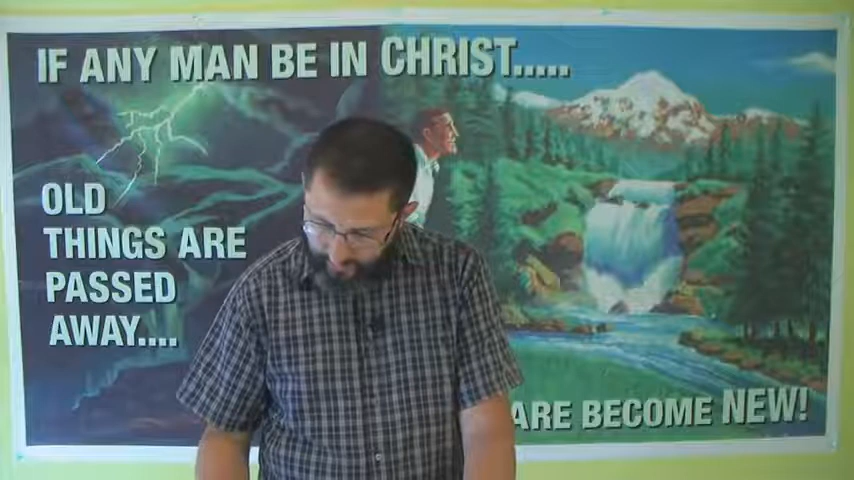 IF ANY MAN BE IN CHRIST.....
OLD
THINGS ARE
PASSED
AWAY....
ARE BECOME NEW!